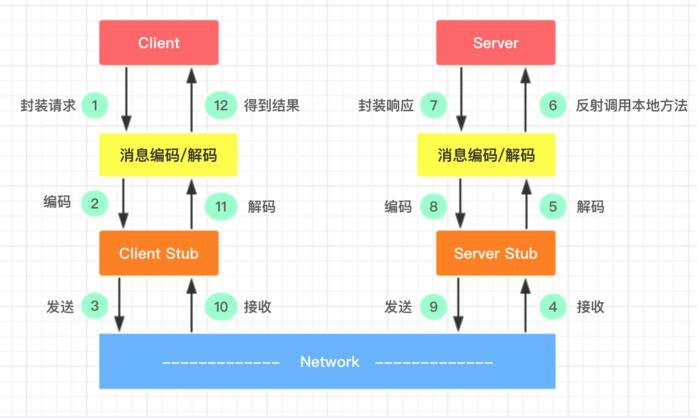 Client
Server
封装请求 1
12 得到结果
封装响应 7
6 反射调用本地方法
消息编码/解码
消息编码/解码
编码 2
11 解码
编码 8
5 解码
Client Stub
Server Stub
发送 3
10 接收
发送 9
4 接收
------------- Network -------------